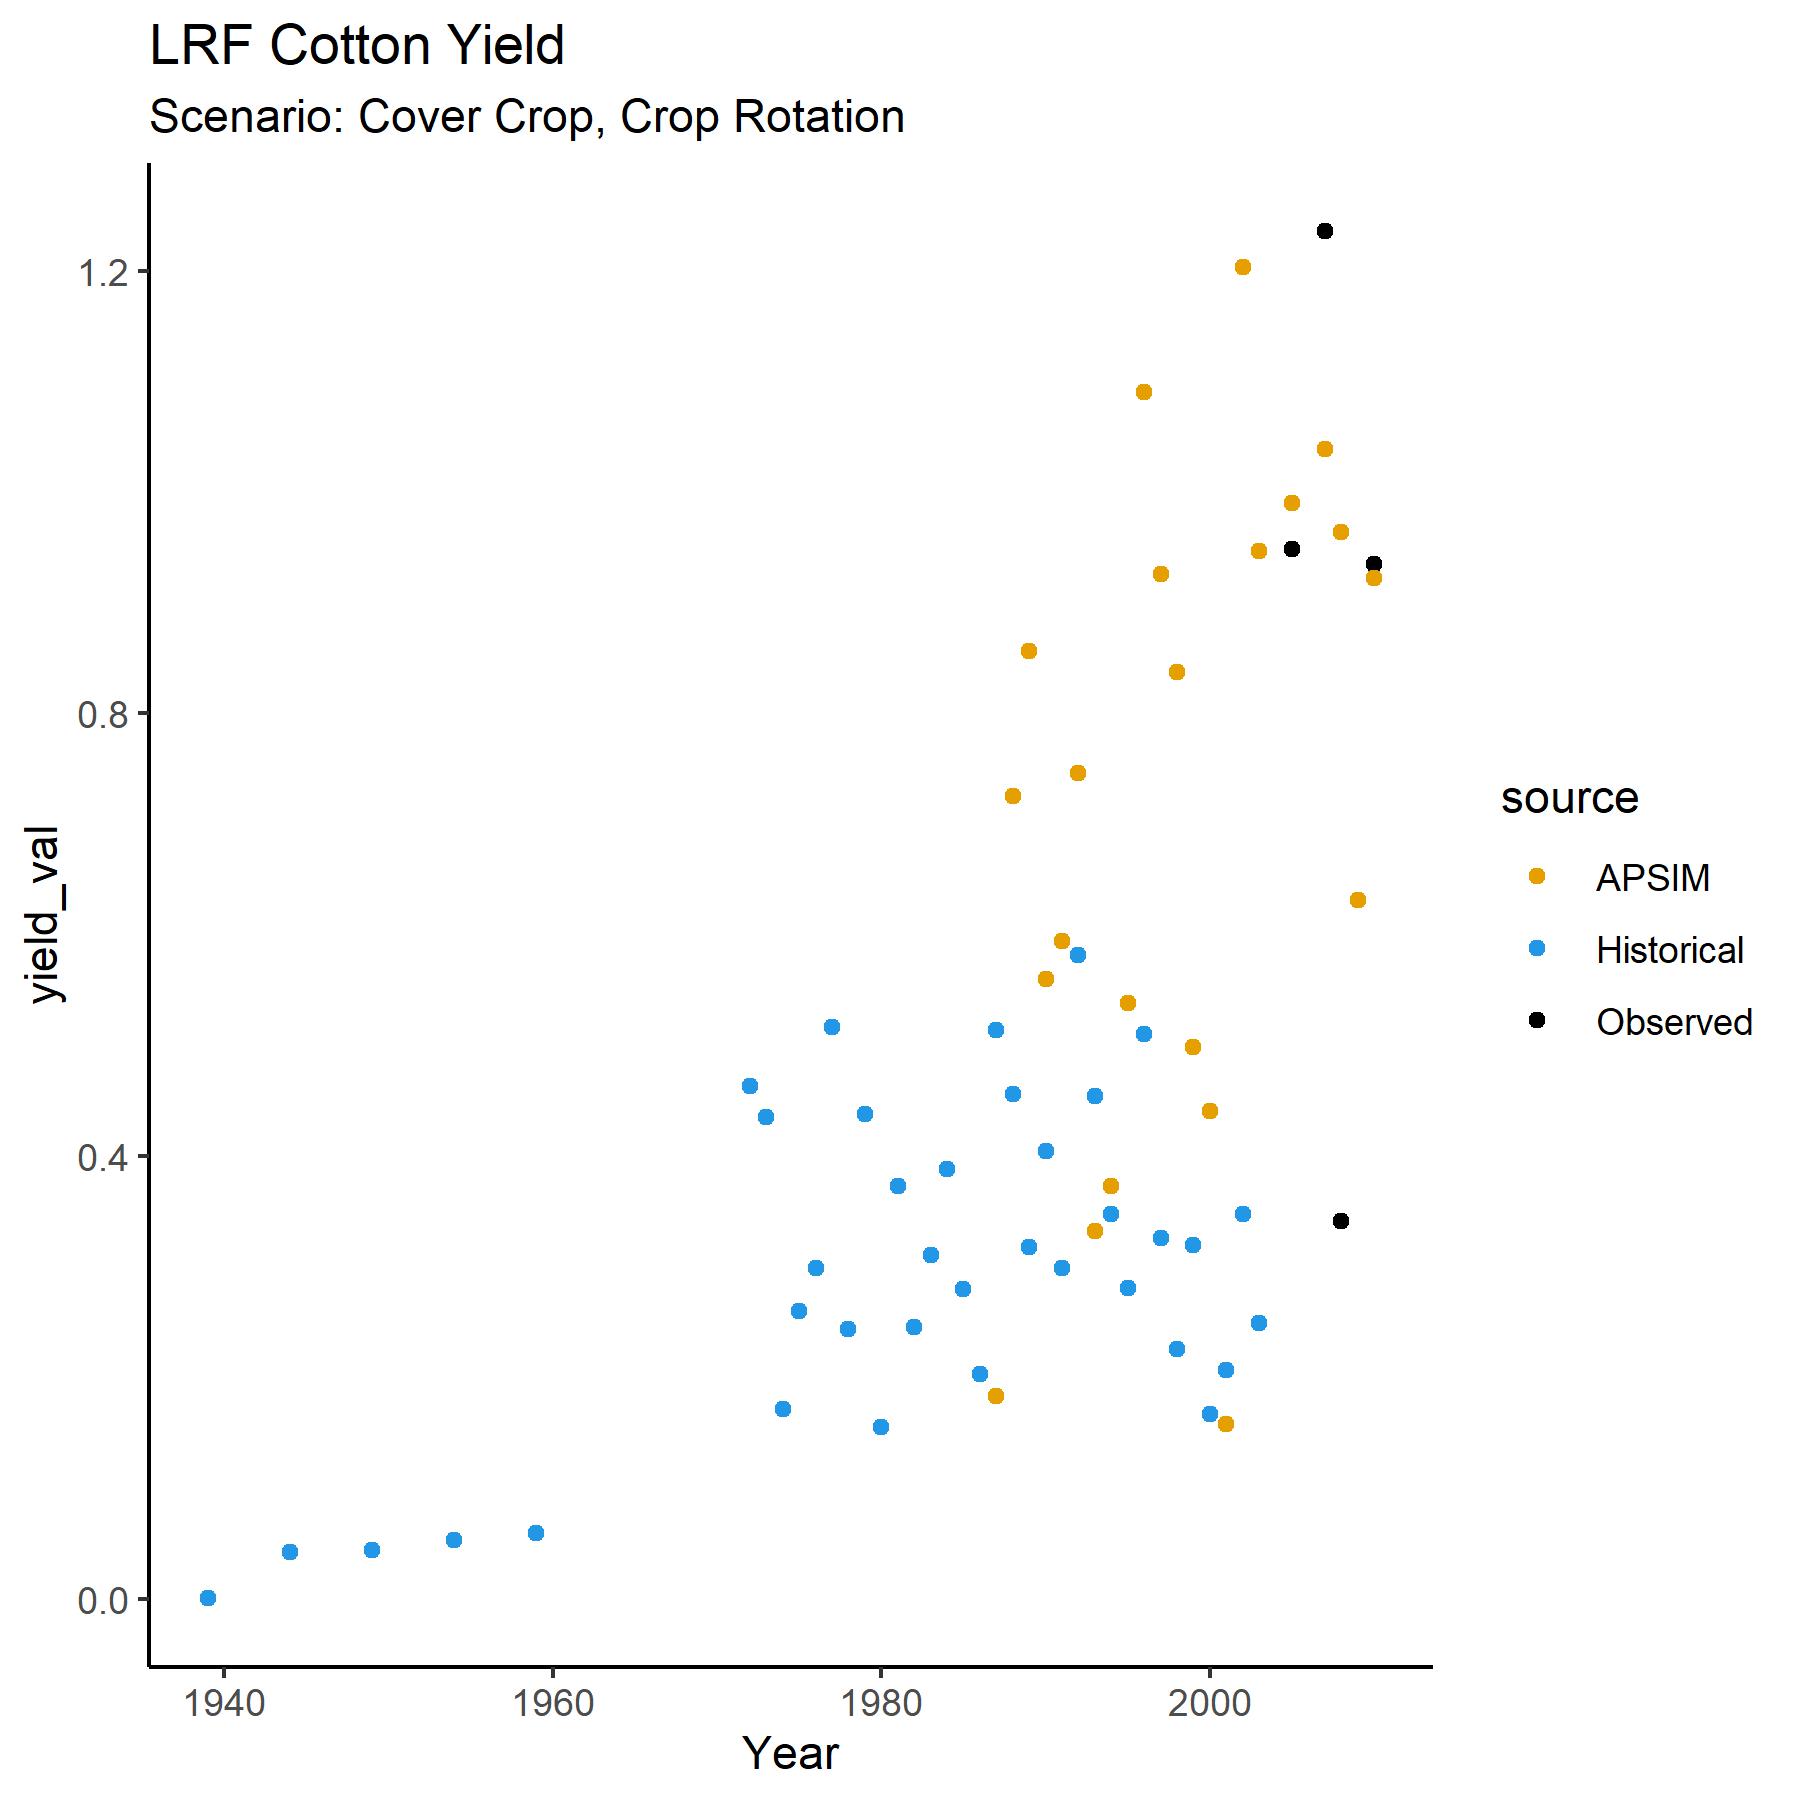 LRF Cotton Yield
Scenario: Cover Crop, Crop Rotation
1.2
0.8
0.4
0.0
yield_val
1940 1960 1980 2000
Year
source
APSIM
Historical
Observed